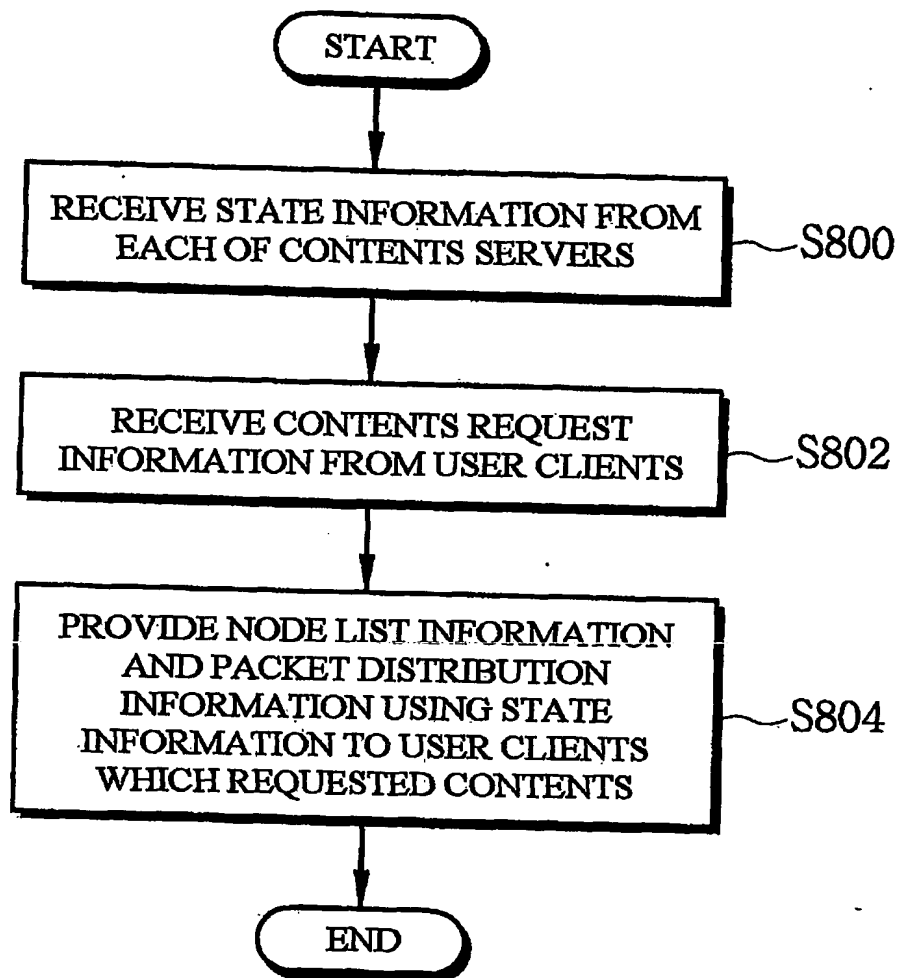 START
RECEIVE STATE INFORMATION FROM
EACH OF CONTENTS SERVERS
S800
RECEIVE CONTENTS REQUEST
INFORMATION FROM USER CLIENTS
S802
PROVIDE NODE LIST INFORMATION
AND PACKET DISTRIBUTION
INFORMATION USING STATE
INFORMATION TO USER CLIENTS
WHICH REQUESTED CONTENTS
S804
END